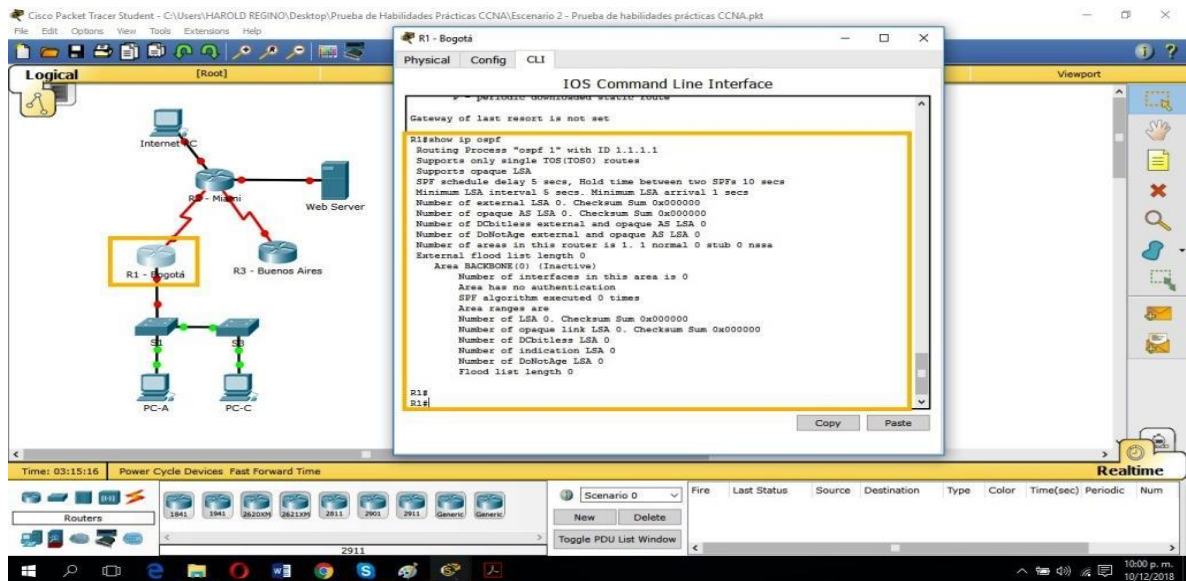 Cisco Packet Tracer Student - C:\Users\HAROLD REGINO\Desktop\Prueba de Habilidades Prácticas CCNA\Escenario 2 - Prueba de habilidades prácticas CCNA.pkt
File Edit Options View Tools Extensions Help
Logical
[Root]
Viewport
Internet PC
R2 - Miami
Web Server
R1 - Bogotá
R3 - Buenos Aires
S1
S3
PC-A
PC-C
R1 - Bogotá
Physical Config CLI
IOS Command Line Interface
P - periodic downloaded static route
Gateway of last resort is not set
R1#show ip ospf
Routing Process "ospf 1" with ID 1.1.1.1
Supports only single TOS(TOS0) routes
Supports opaque LSA
SPF schedule delay 5 secs, Hold time between two SPFs 10 secs
Minimum LSA interval 5 secs. Minimum LSA arrival 1 secs
Number of external LSA 0. Checksum Sum 0x000000
Number of opaque AS LSA 0. Checksum Sum 0x000000
Number of DCbitless external and opaque AS LSA 0
Number of DoNotAge external and opaque AS LSA 0
Number of areas in this router is 1. 1 normal 0 stub 0 nssa
External flood list length 0
Area BACKBONE(0) (Inactive)
Number of interfaces in this area is 0
Area has no authentication
SPF algorithm executed 0 times
Area ranges are
Number of LSA 0. Checksum Sum 0x000000
Number of opaque link LSA 0. Checksum Sum 0x000000
Number of DCbitless LSA 0
Number of indication LSA 0
Number of DoNotAge LSA 0
Flood list length 0
R1#
R1#
Copy Paste
Time: 03:15:16 Power Cycle Devices Fast Forward Time
Realtime
Routers
1841 1941 2620XM 2621XM 2811 2901 2911 Generic Generic
2911
Scenario 0
New Delete
Toggle PDU List Window
Fire Last Status Source Destination Type Color Time(sec) Periodic Num
10:00 p. m.
10/12/2018